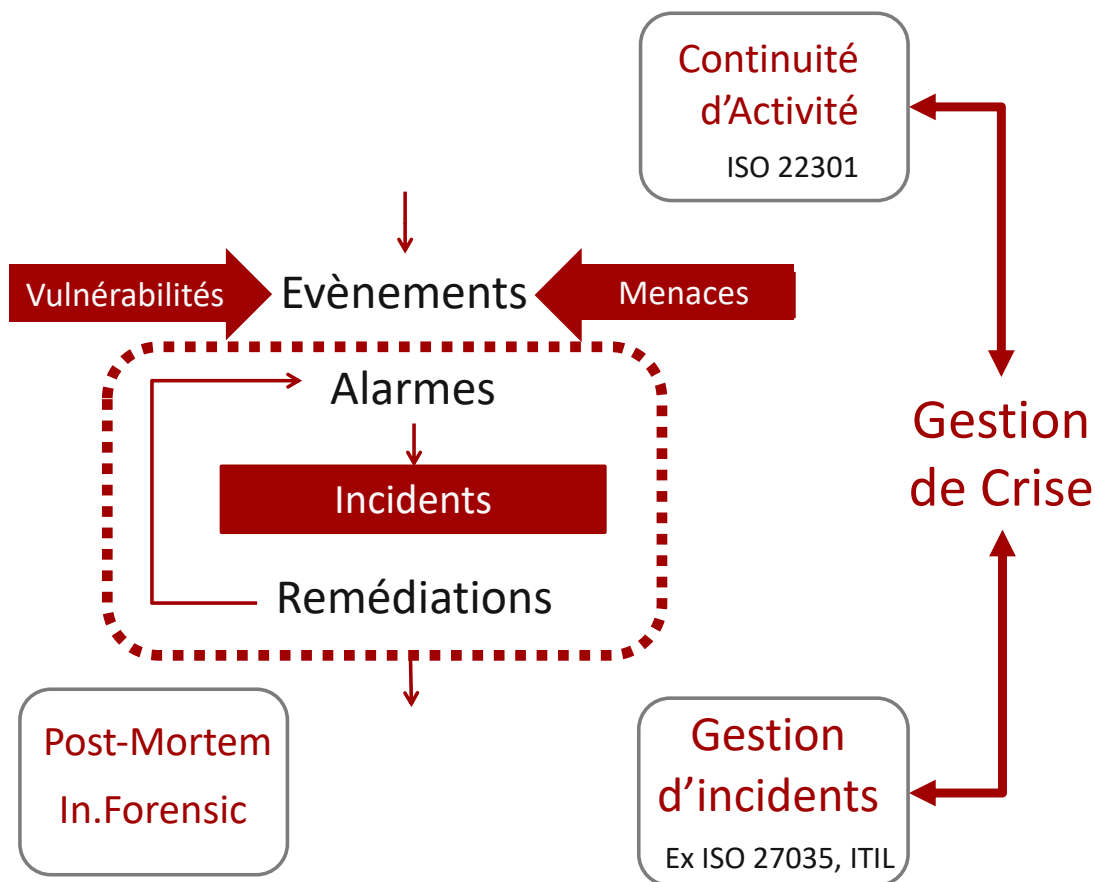 Continuité
d’Activité
ISO 22301
Vulnérabilités
Evènements
Menaces
Alarmes
Incidents
Remédiations
Gestion
de Crise
Post-Mortem
In.Forensic
Gestion
d’incidents
Ex ISO 27035, ITIL